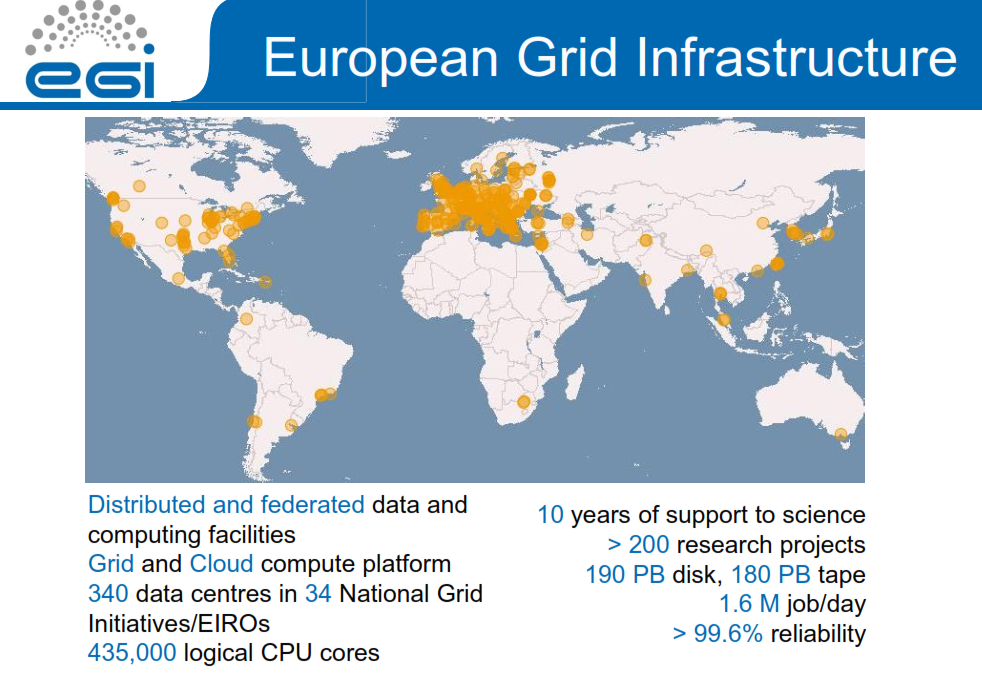 egi
European Grid Infrastructure
Distributed and federated data and
computing facilities
Grid and Cloud compute platform
340 data centres in 34 National Grid
Initiatives/EIROs
435,000 logical CPU cores
10 years of support to science
> 200 research projects
190 PB disk, 180 PB tape
1.6 M job/day
> 99.6% reliability